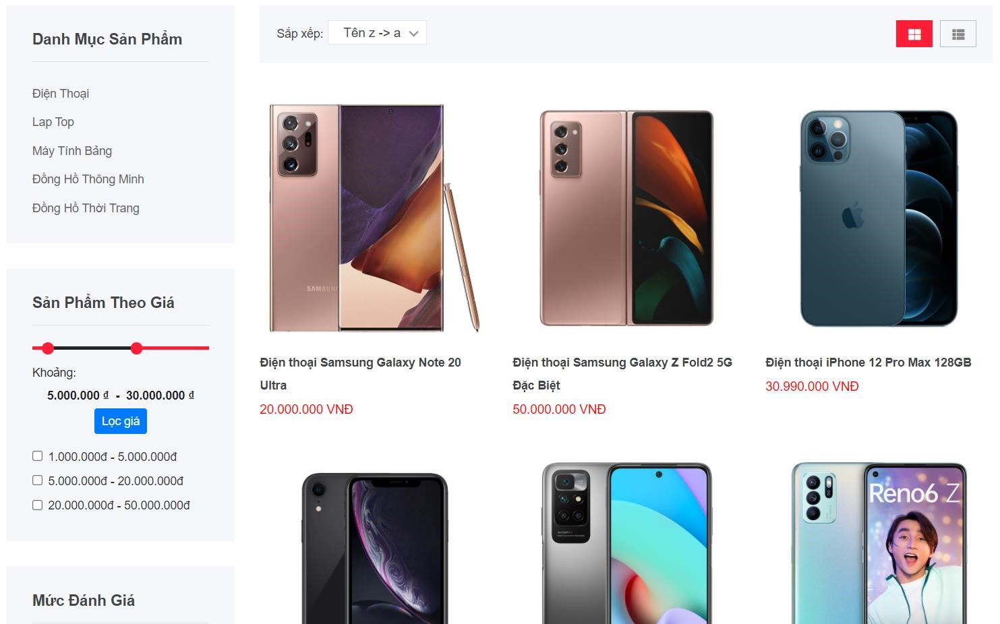 Danh Mục Sản Phẩm
Điện Thoại
Lap Top
Máy Tính Bảng
Đồng Hồ Thông Minh
Đồng Hồ Thời Trang
Sản Phẩm Theo Giá
Khoảng:
5.000.000 ₫ - 30.000.000 ₫
Lọc giá
1.000.000đ - 5.000.000đ
5.000.000đ - 20.000.000đ
20.000.000đ - 50.000.000đ
Mức Đánh Giá
Sắp xếp: Tên z -> a
SAMSUNG
Điện thoại Samsung Galaxy Note 20
Ultra
20.000.000 VNĐ
Điện thoại Samsung Galaxy Z Fold2 5G
Đặc Biệt
50.000.000 VNĐ
Điện thoại iPhone 12 Pro Max 128GB
30.990.000 VNĐ
Reno6 Z